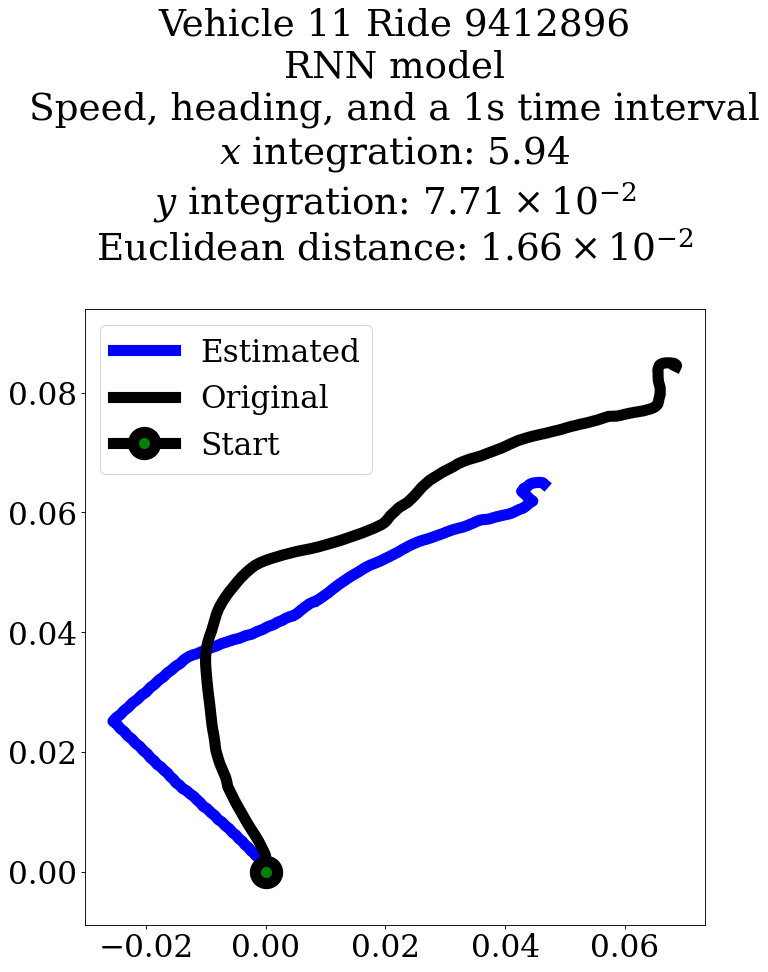 Vehicle 11 Ride 9412896
RNN model
Speed, heading, and a 1s time interval
x integration: 5.94
y integration: 7.71 × 10⁻²
Euclidean distance: 1.66 × 10⁻²
Estimated
Original
Start
0.08
0.06
0.04
0.02
0.00
−0.02 0.00 0.02 0.04 0.06